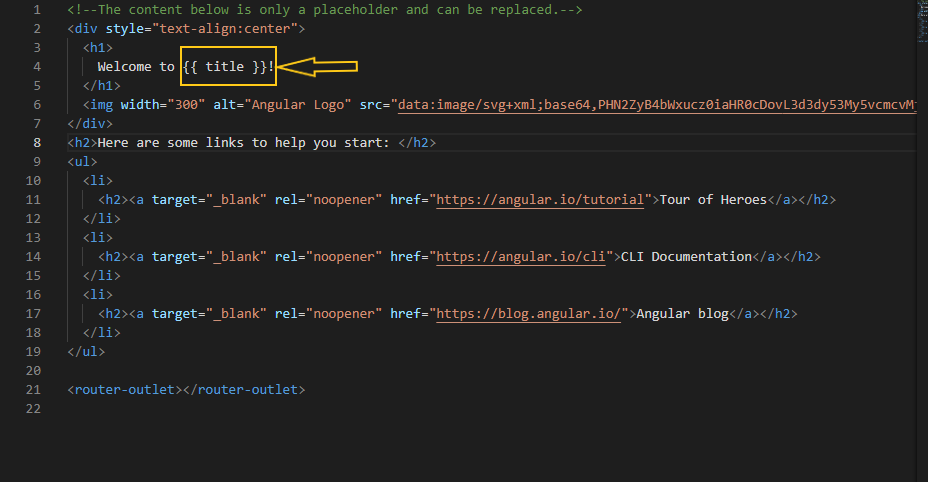 1 <!--The content below is only a placeholder and can be replaced.-->
2 <div style="text-align:center">
3 <h1>
4 Welcome to {{ title }}!
5 </h1>
6 <img width="300" alt="Angular Logo" src="data:image/svg+xml;base64,PHN2ZyB4bWxucz0iaHR0cDovL3d3dy53My5vcmcvMj
7 </div>
8 <h2>Here are some links to help you start: </h2>
9 <ul>
10 <li>
11 <h2><a target="_blank" rel="noopener" href="https://angular.io/tutorial">Tour of Heroes</a></h2>
12 </li>
13 <li>
14 <h2><a target="_blank" rel="noopener" href="https://angular.io/cli">CLI Documentation</a></h2>
15 </li>
16 <li>
17 <h2><a target="_blank" rel="noopener" href="https://blog.angular.io/">Angular blog</a></h2>
18 </li>
19 </ul>
20
21 <router-outlet></router-outlet>
22